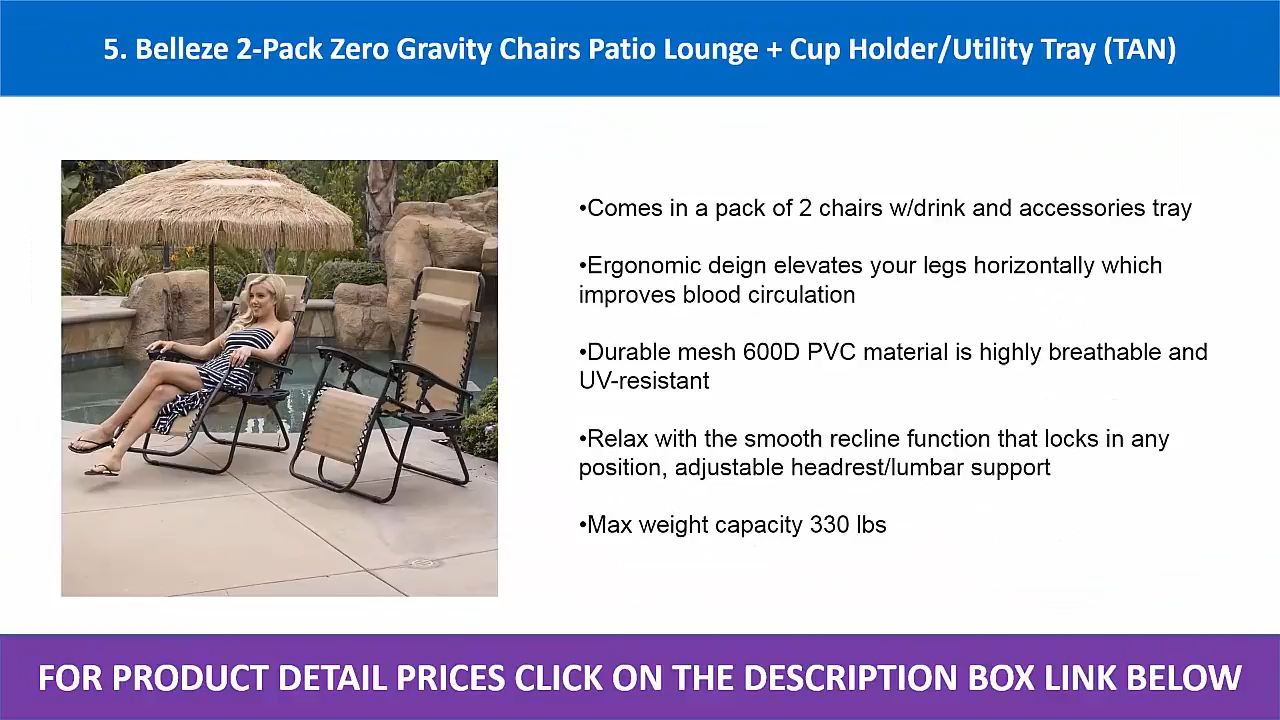 5. Belleze 2-Pack Zero Gravity Chairs Patio Lounge + Cup Holder/Utility Tray (TAN)
•Comes in a pack of 2 chairs w/drink and accessories tray
•Ergonomic deign elevates your legs horizontally which
improves blood circulation
•Durable mesh 600D PVC material is highly breathable and
UV-resistant
•Relax with the smooth recline function that locks in any
position, adjustable headrest/lumbar support
•Max weight capacity 330 lbs
FOR PRODUCT DETAIL PRICES CLICK ON THE DESCRIPTION BOX LINK BELOW